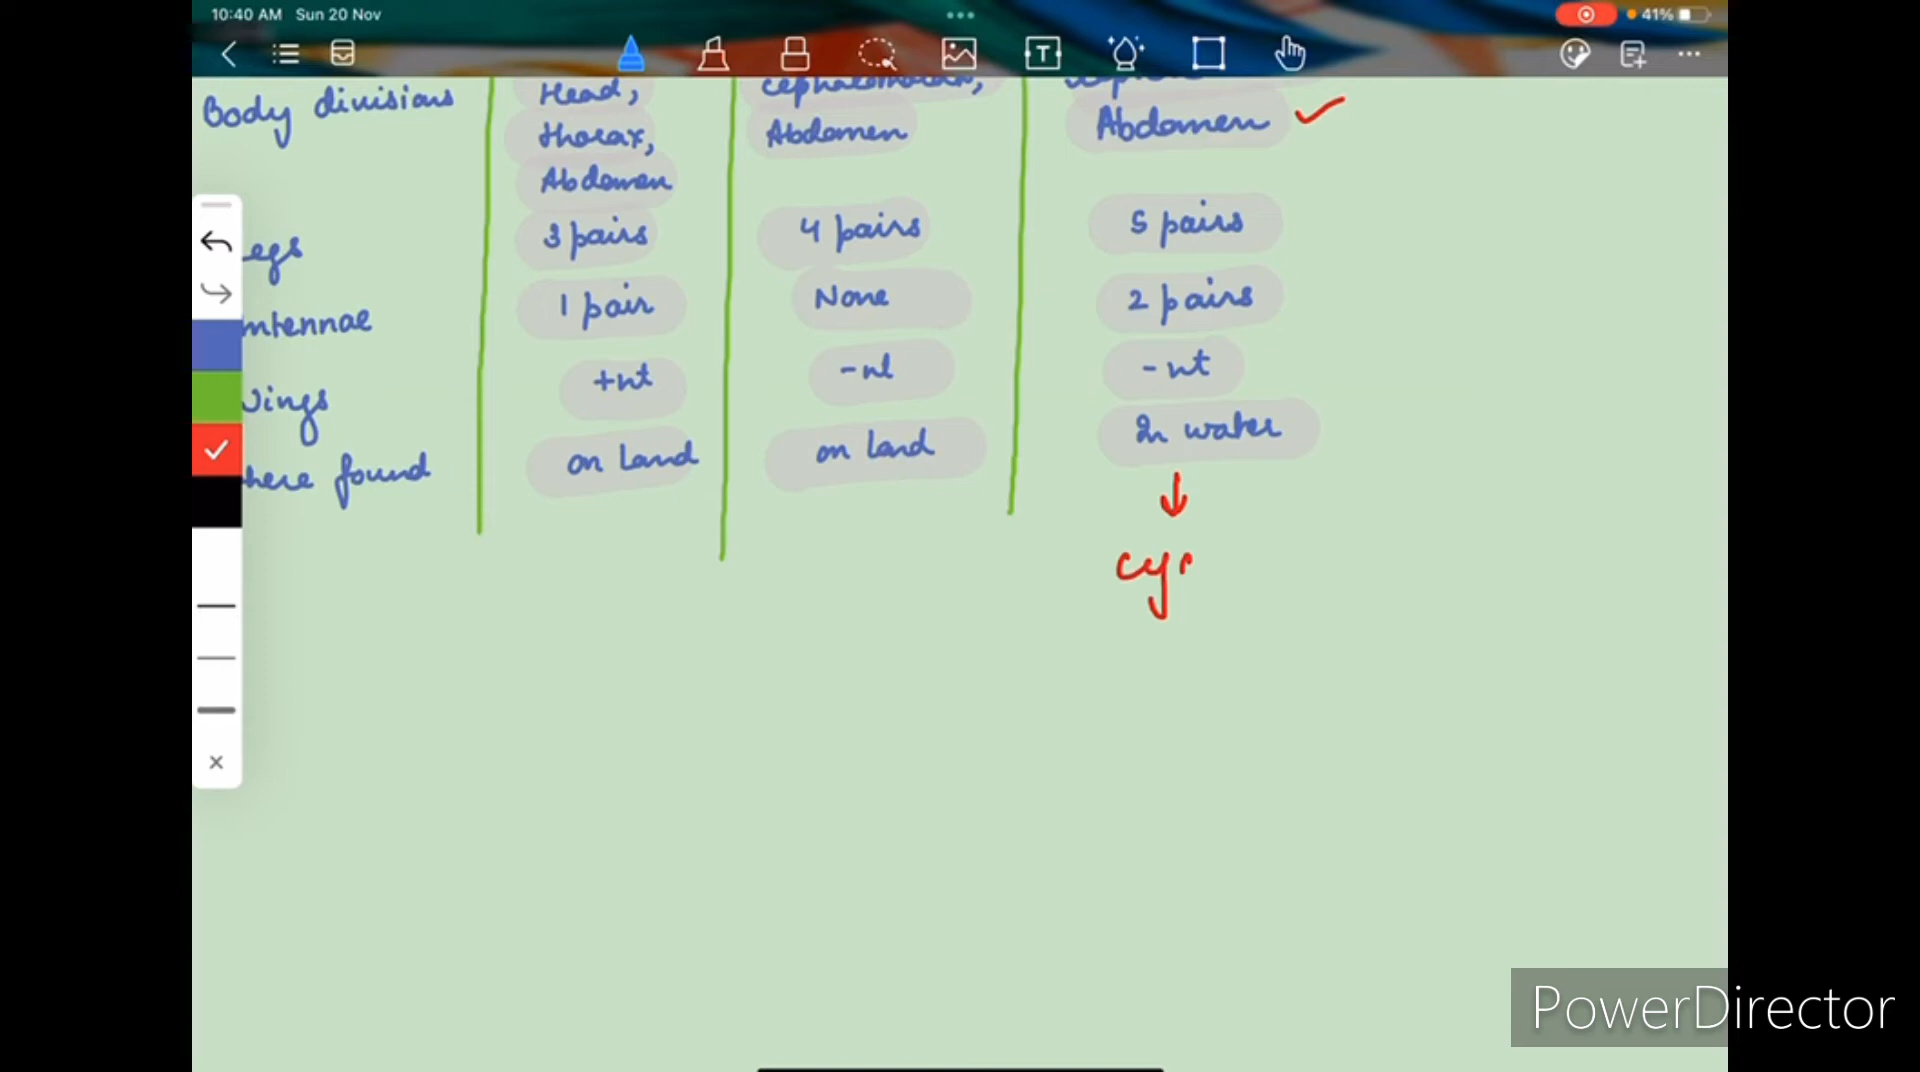 10:40 AM Sun 20 Nov
41%
Body divisions
Head,
Thorax,
Abdomen
Abdomen
Abdomen
egs
3 pairs
4 pairs
5 pairs
ntennae
1 pair
None
2 pairs
ings
+nt
-nt
-nt
here found
on Land
on land
In water
cyc
PowerDirector